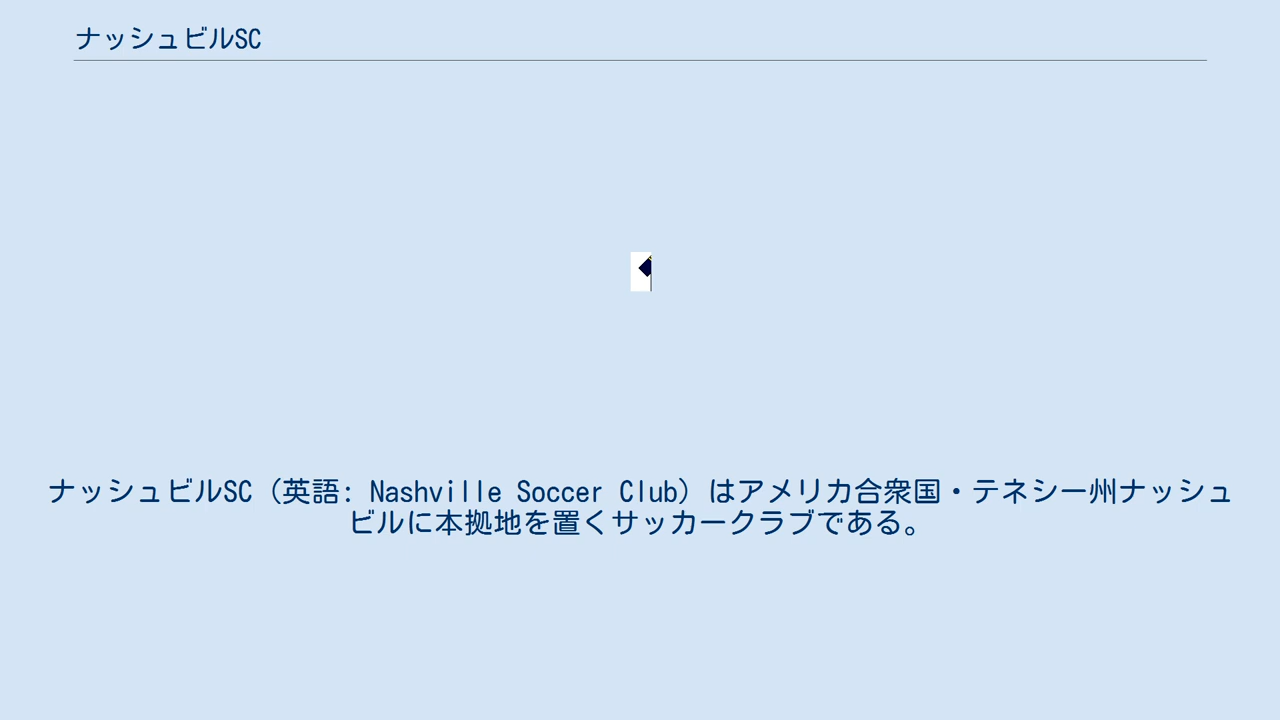 ナッシュビルSC
ナッシュビルSC（英語: Nashville Soccer Club）はアメリカ合衆国・テネシー州ナッシュ
ビルに本拠地を置くサッカークラブである。